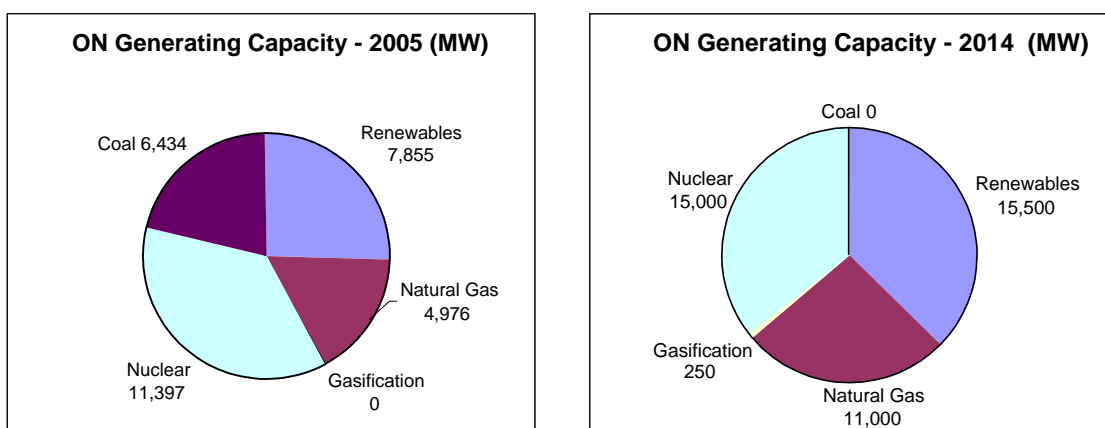 ON Generating Capacity - 2005 (MW)
Coal 6,434
Renewables
7,855
Natural Gas
4,976
Nuclear
11,397
Gasification
0
ON Generating Capacity - 2014 (MW)
Coal 0
Nuclear
15,000
Renewables
15,500
Gasification
250
Natural Gas
11,000